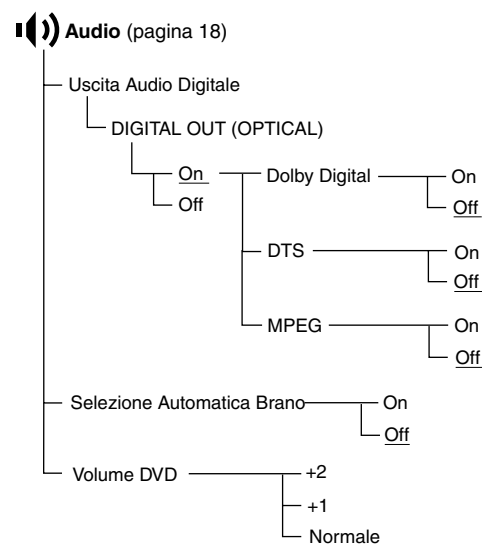 Audio (pagina 18)
Uscita Audio Digitale
DIGITAL OUT (OPTICAL)
On
Off
Dolby Digital
On
Off
DTS
On
Off
MPEG
On
Off
Selezione Automatica Brano
On
Off
Volume DVD
+2
+1
Normale